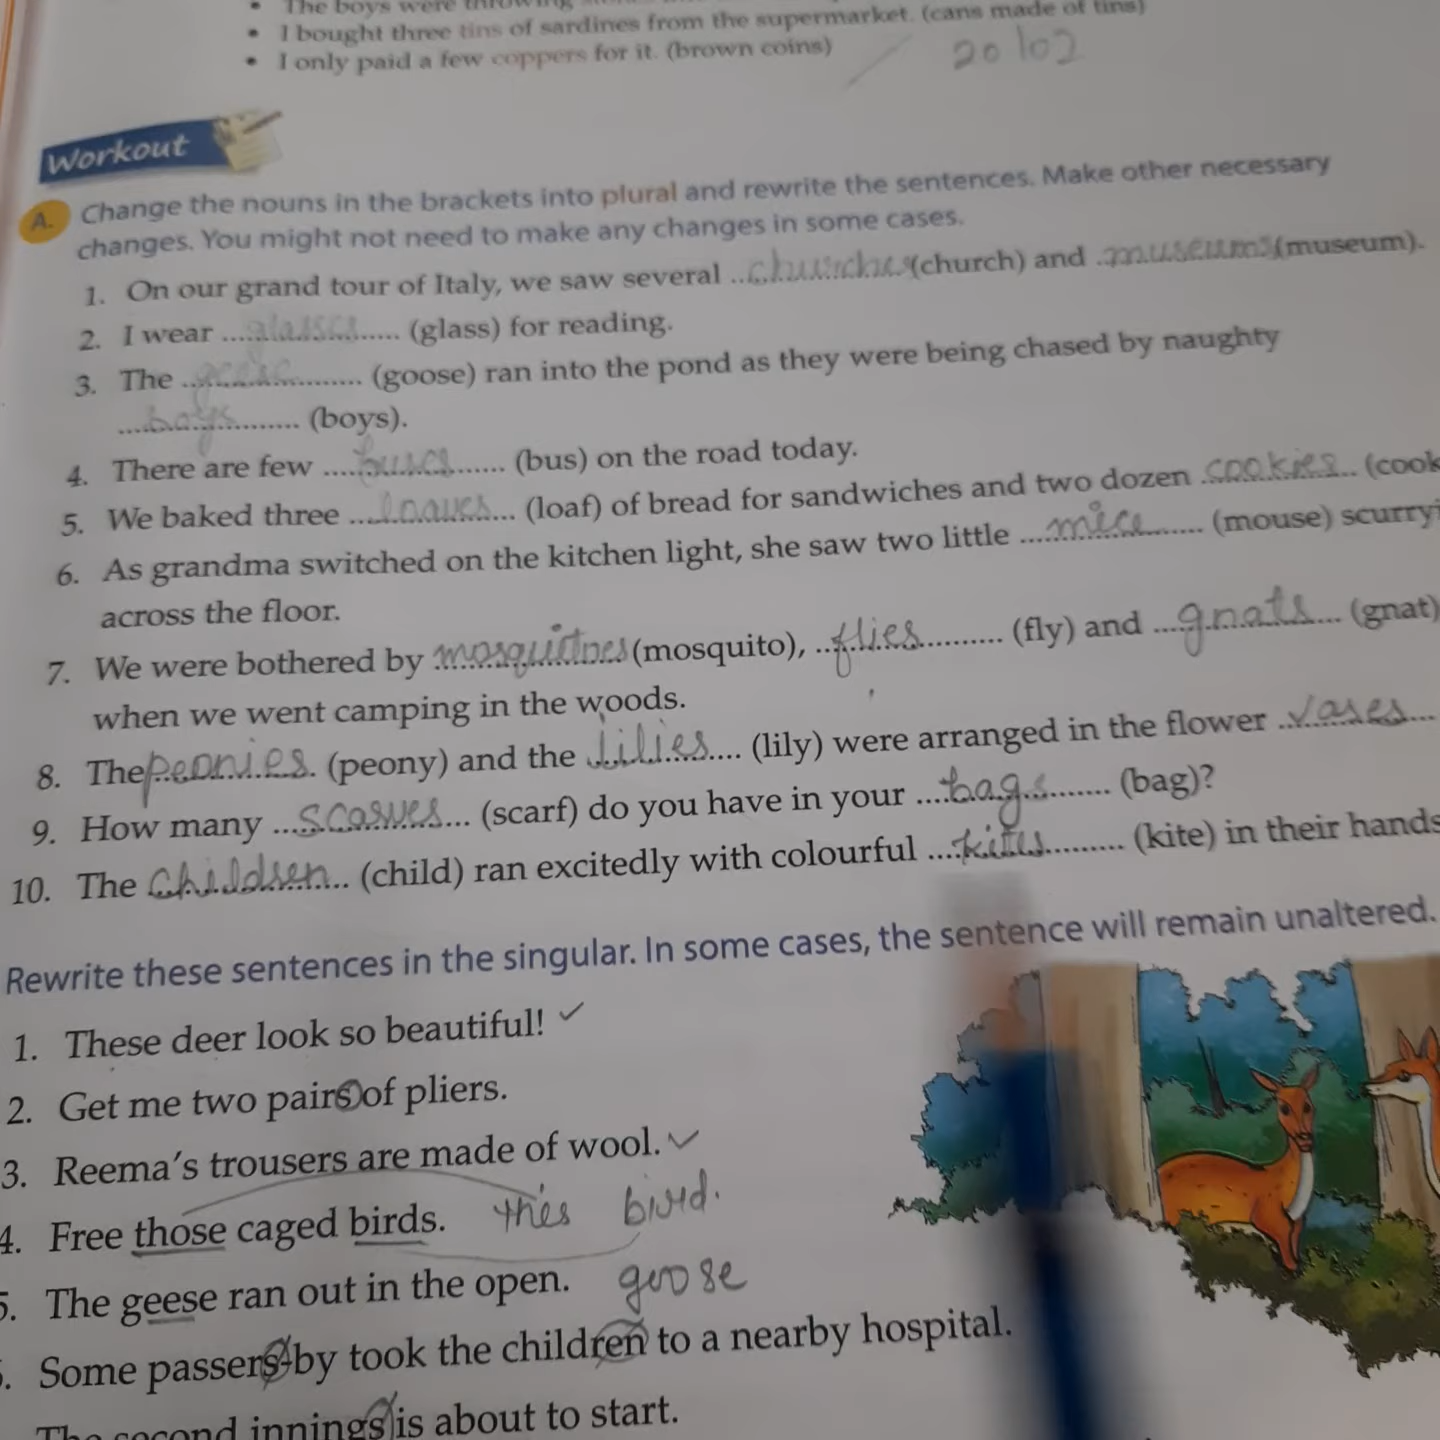 The boys were throwing
• I bought three tins of sardines from the supermarket. (cans made of tins)
• I only paid a few coppers for it. (brown coins)
20/02
Workout
A. Change the nouns in the brackets into plural and rewrite the sentences. Make other necessary
changes. You might not need to make any changes in some cases.
1. On our grand tour of Italy, we saw several ..churches(church) and .museums(museum).
2. I wear ...glasses...... (glass) for reading.
3. The ...geese......... (goose) ran into the pond as they were being chased by naughty
....boys......... (boys).
4. There are few ....buses........ (bus) on the road today.
5. We baked three ...loaves... (loaf) of bread for sandwiches and two dozen cookies... (cook
6. As grandma switched on the kitchen light, she saw two little ...mice...... (mouse) scurryi
across the floor.
7. We were bothered by mosquitoes (mosquito), ..flies.......... (fly) and ....gnats.... (gnat)
when we went camping in the woods.
8. The peonies. (peony) and the lilies.... (lily) were arranged in the flower ..vases....
9. How many ...scarves... (scarf) do you have in your ....bags........ (bag)?
10. The children.. (child) ran excitedly with colourful ....kites......... (kite) in their hands
Rewrite these sentences in the singular. In some cases, the sentence will remain unaltered.
1. These deer look so beautiful! ✓
2. Get me two pairs of pliers.
3. Reema's trousers are made of wool. ✓
4. Free those caged birds. this bird.
5. The geese ran out in the open. goose
. Some passers-by took the children to a nearby hospital.
The second innings is about to start.